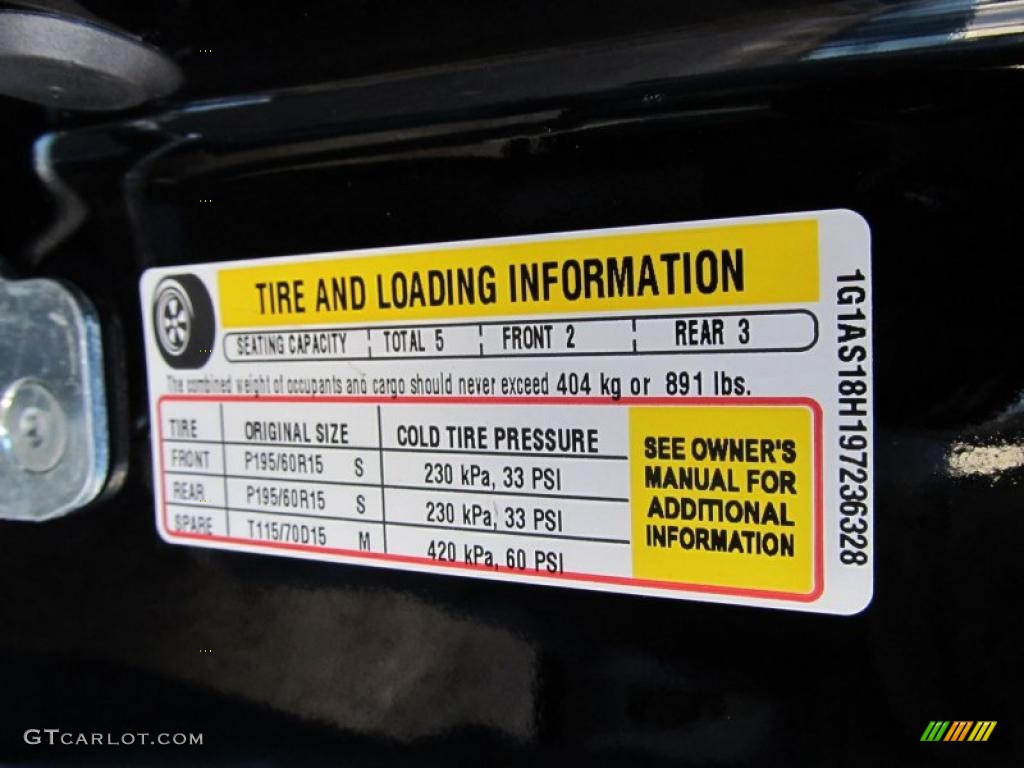 TIRE AND LOADING INFORMATION
SEATING CAPACITY TOTAL 5 FRONT 2 REAR 3
The combined weight of occupants and cargo should never exceed 404 kg or 891 lbs.
TIRE ORIGINAL SIZE COLD TIRE PRESSURE
FRONT P195/60R15 S 230 kPa, 33 PSI
REAR P195/60R15 S 230 kPa, 33 PSI
SPARE T115/70D15 M 420 kPa, 60 PSI
SEE OWNER'S
MANUAL FOR
ADDITIONAL
INFORMATION
1G1AS18H197236328
GTCARLOT.COM